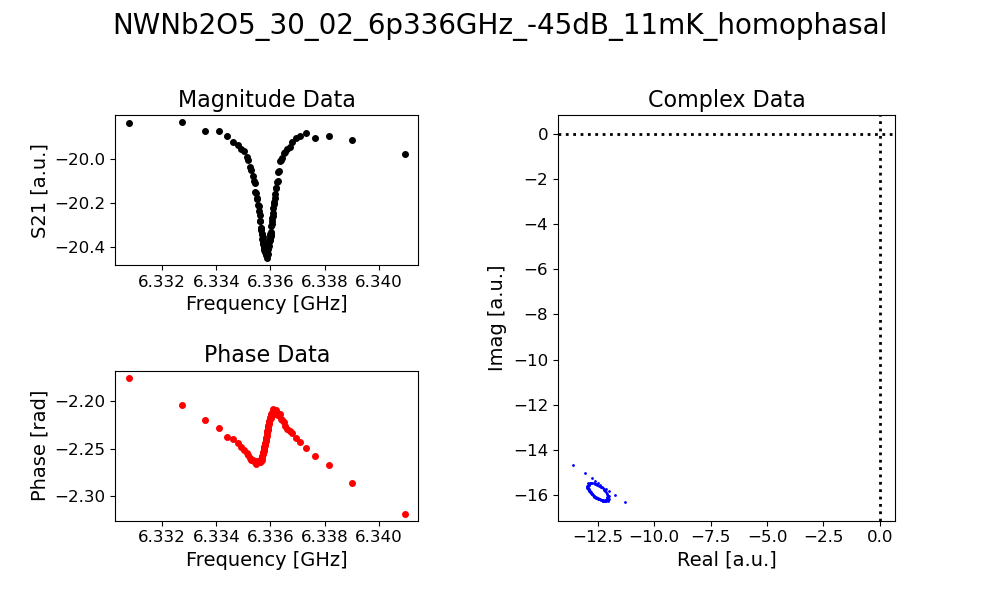 NWNb2O5_30_02_6p336GHz_-45dB_11mK_homophasal
Magnitude Data
S21 [a.u.]
−20.0
−20.2
−20.4
6.332 6.334 6.336 6.338 6.340
Frequency [GHz]
Phase Data
Phase [rad]
−2.20
−2.25
−2.30
6.332 6.334 6.336 6.338 6.340
Frequency [GHz]
Complex Data
Imag [a.u.]
0
−2
−4
−6
−8
−10
−12
−14
−16
−12.5 −10.0 −7.5 −5.0 −2.5 0.0
Real [a.u.]